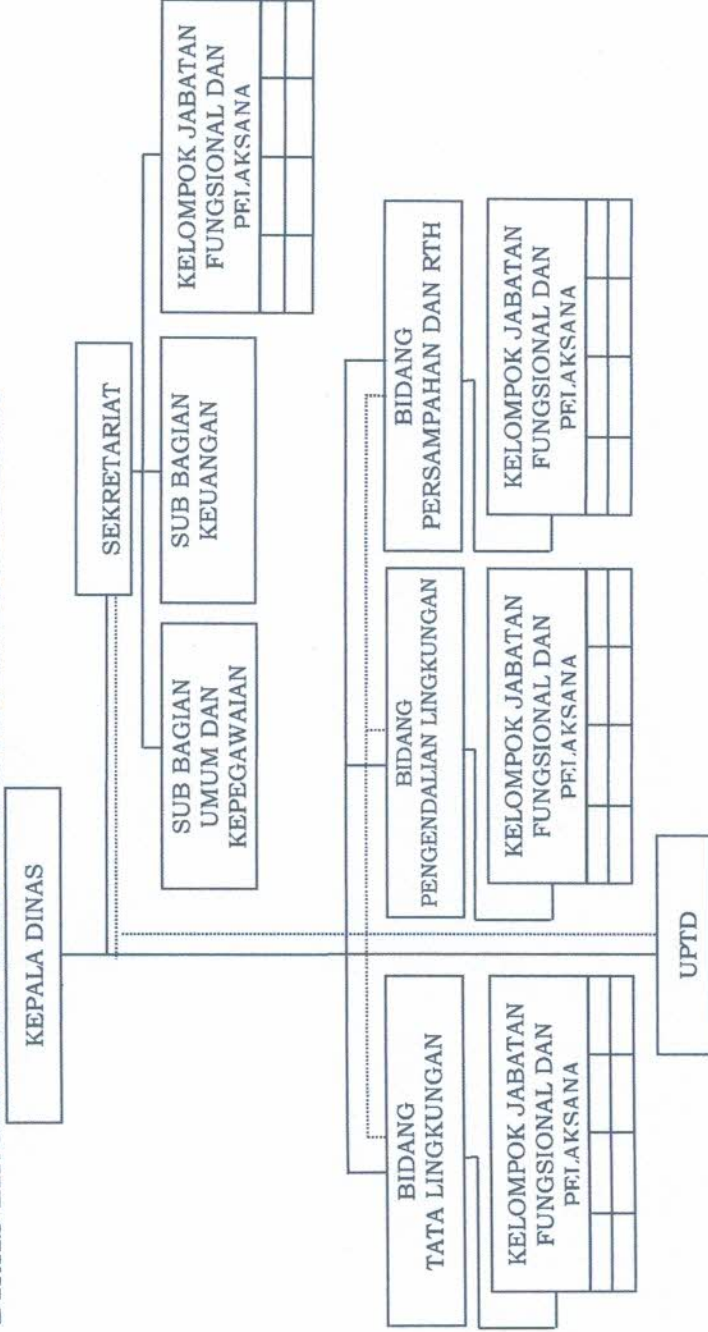 KEPALA DINAS
SEKRETARIAT
SUB BAGIAN
UMUM DAN
KEPEGAWAIAN
SUB BAGIAN
KEUANGAN
KELOMPOK JABATAN
FUNGSIONAL DAN
PELAKSANA
BIDANG
TATA LINGKUNGAN
BIDANG
PENGENDALIAN LINGKUNGAN
BIDANG
PERSAMPAHAN DAN RTH
KELOMPOK JABATAN
FUNGSIONAL DAN
PELAKSANA
KELOMPOK JABATAN
FUNGSIONAL DAN
PELAKSANA
KELOMPOK JABATAN
FUNGSIONAL DAN
PELAKSANA
UPTD